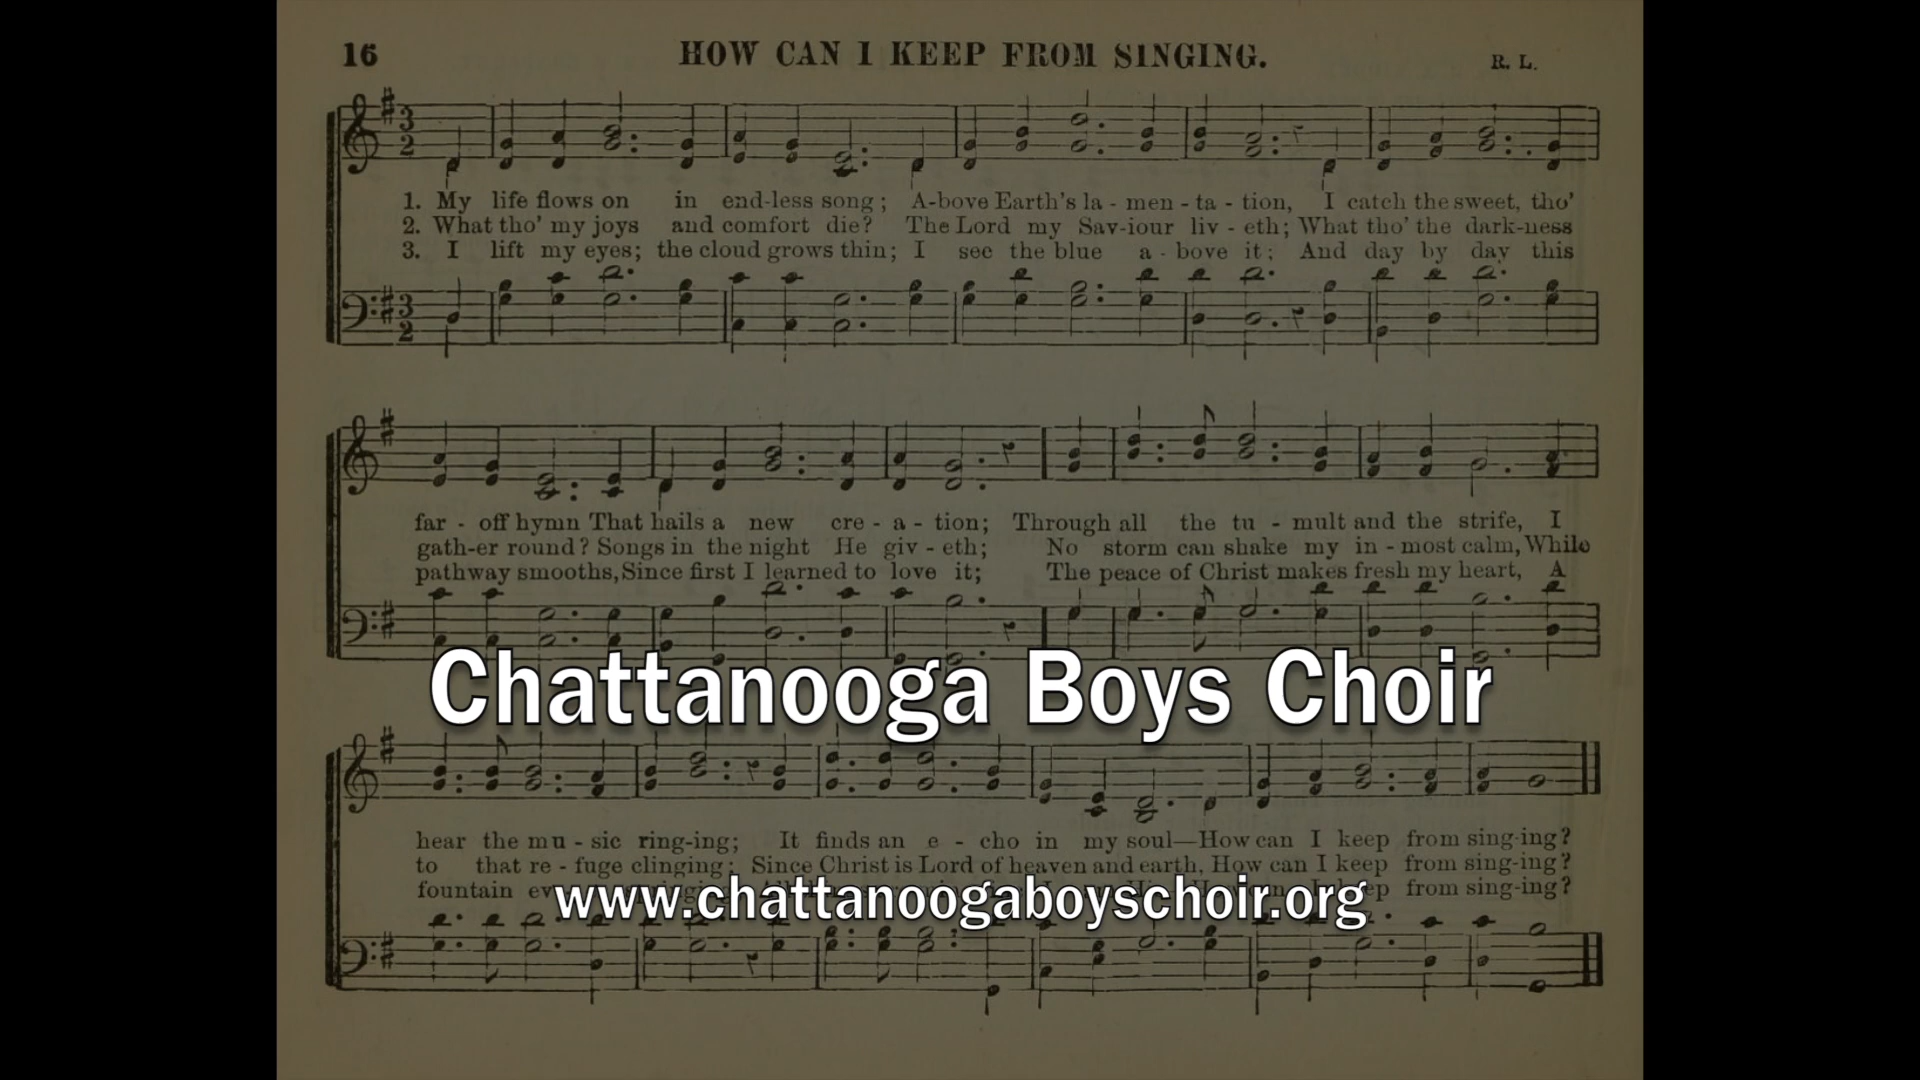 16
HOW CAN I KEEP FROM SINGING.
R. L.
1. My life flows on in end-less song; A-bove Earth's la - men - ta - tion, I catch the sweet, tho'
2. What tho' my joys and comfort die? The Lord my Sav-iour liv - eth; What tho' the dark-ness
3. I lift my eyes; the cloud grows thin; I see the blue a - bove it; And day by day this
far - off hymn That hails a new cre - a - tion; Through all the tu - mult and the strife, I
gath-er round? Songs in the night He giv - eth; No storm can shake my in - most calm, While
pathway smooths, Since first I learned to love it; The peace of Christ makes fresh my heart, A
Chattanooga Boys Choir
hear the mu - sic ring-ing; It finds an e - cho in my soul—How can I keep from sing-ing?
to that re - fuge clinging; Since Christ is Lord of heaven and earth, How can I keep from sing-ing?
fountain from sing-ing?
www.chattanoogaboyschoir.org